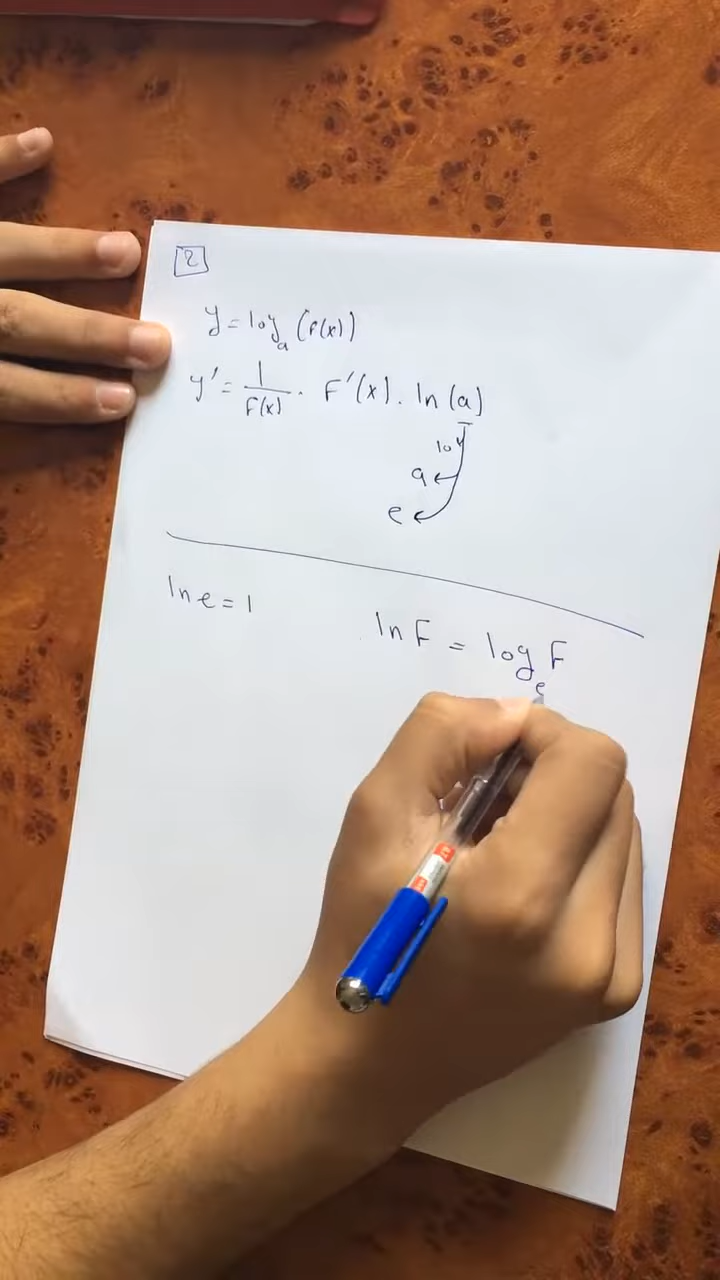 2
y = log_a (F(x))
y' = 1/F(x) · F'(x) . ln (a)
log
a ←
e ←
ln e = 1
ln F = log_e F